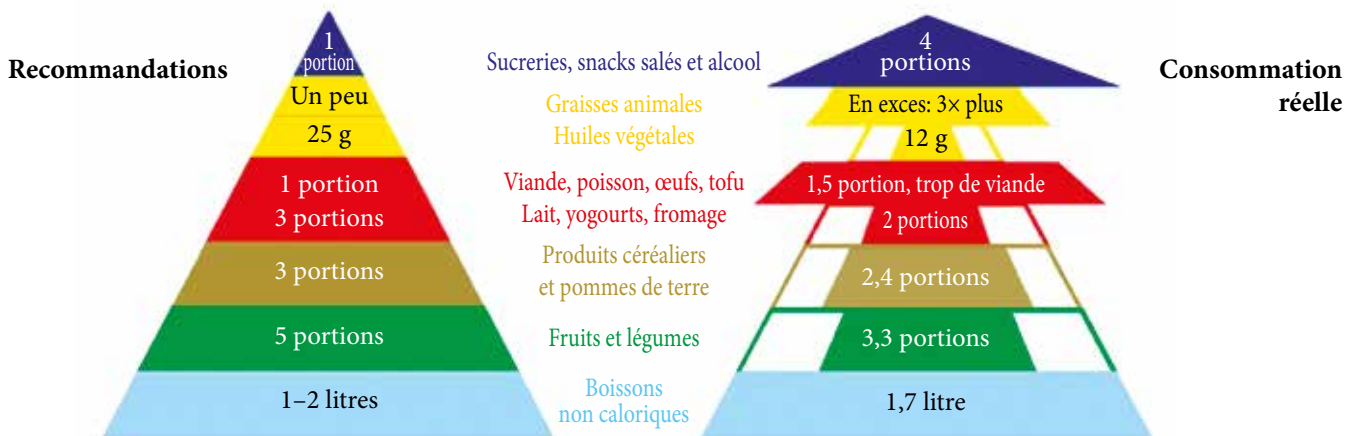 Recommandations
1
portion
Un peu
25 g
1 portion
3 portions
3 portions
5 portions
1–2 litres
Sucreries, snacks salés et alcool
Graisses animales
Huiles végétales
Viande, poisson, œufs, tofu
Lait, yogourts, fromage
Produits céréaliers
et pommes de terre
Fruits et légumes
Boissons
non caloriques
4
portions
En exces: 3× plus
12 g
1,5 portion, trop de viande
2 portions
2,4 portions
3,3 portions
1,7 litre
Consommation
réelle